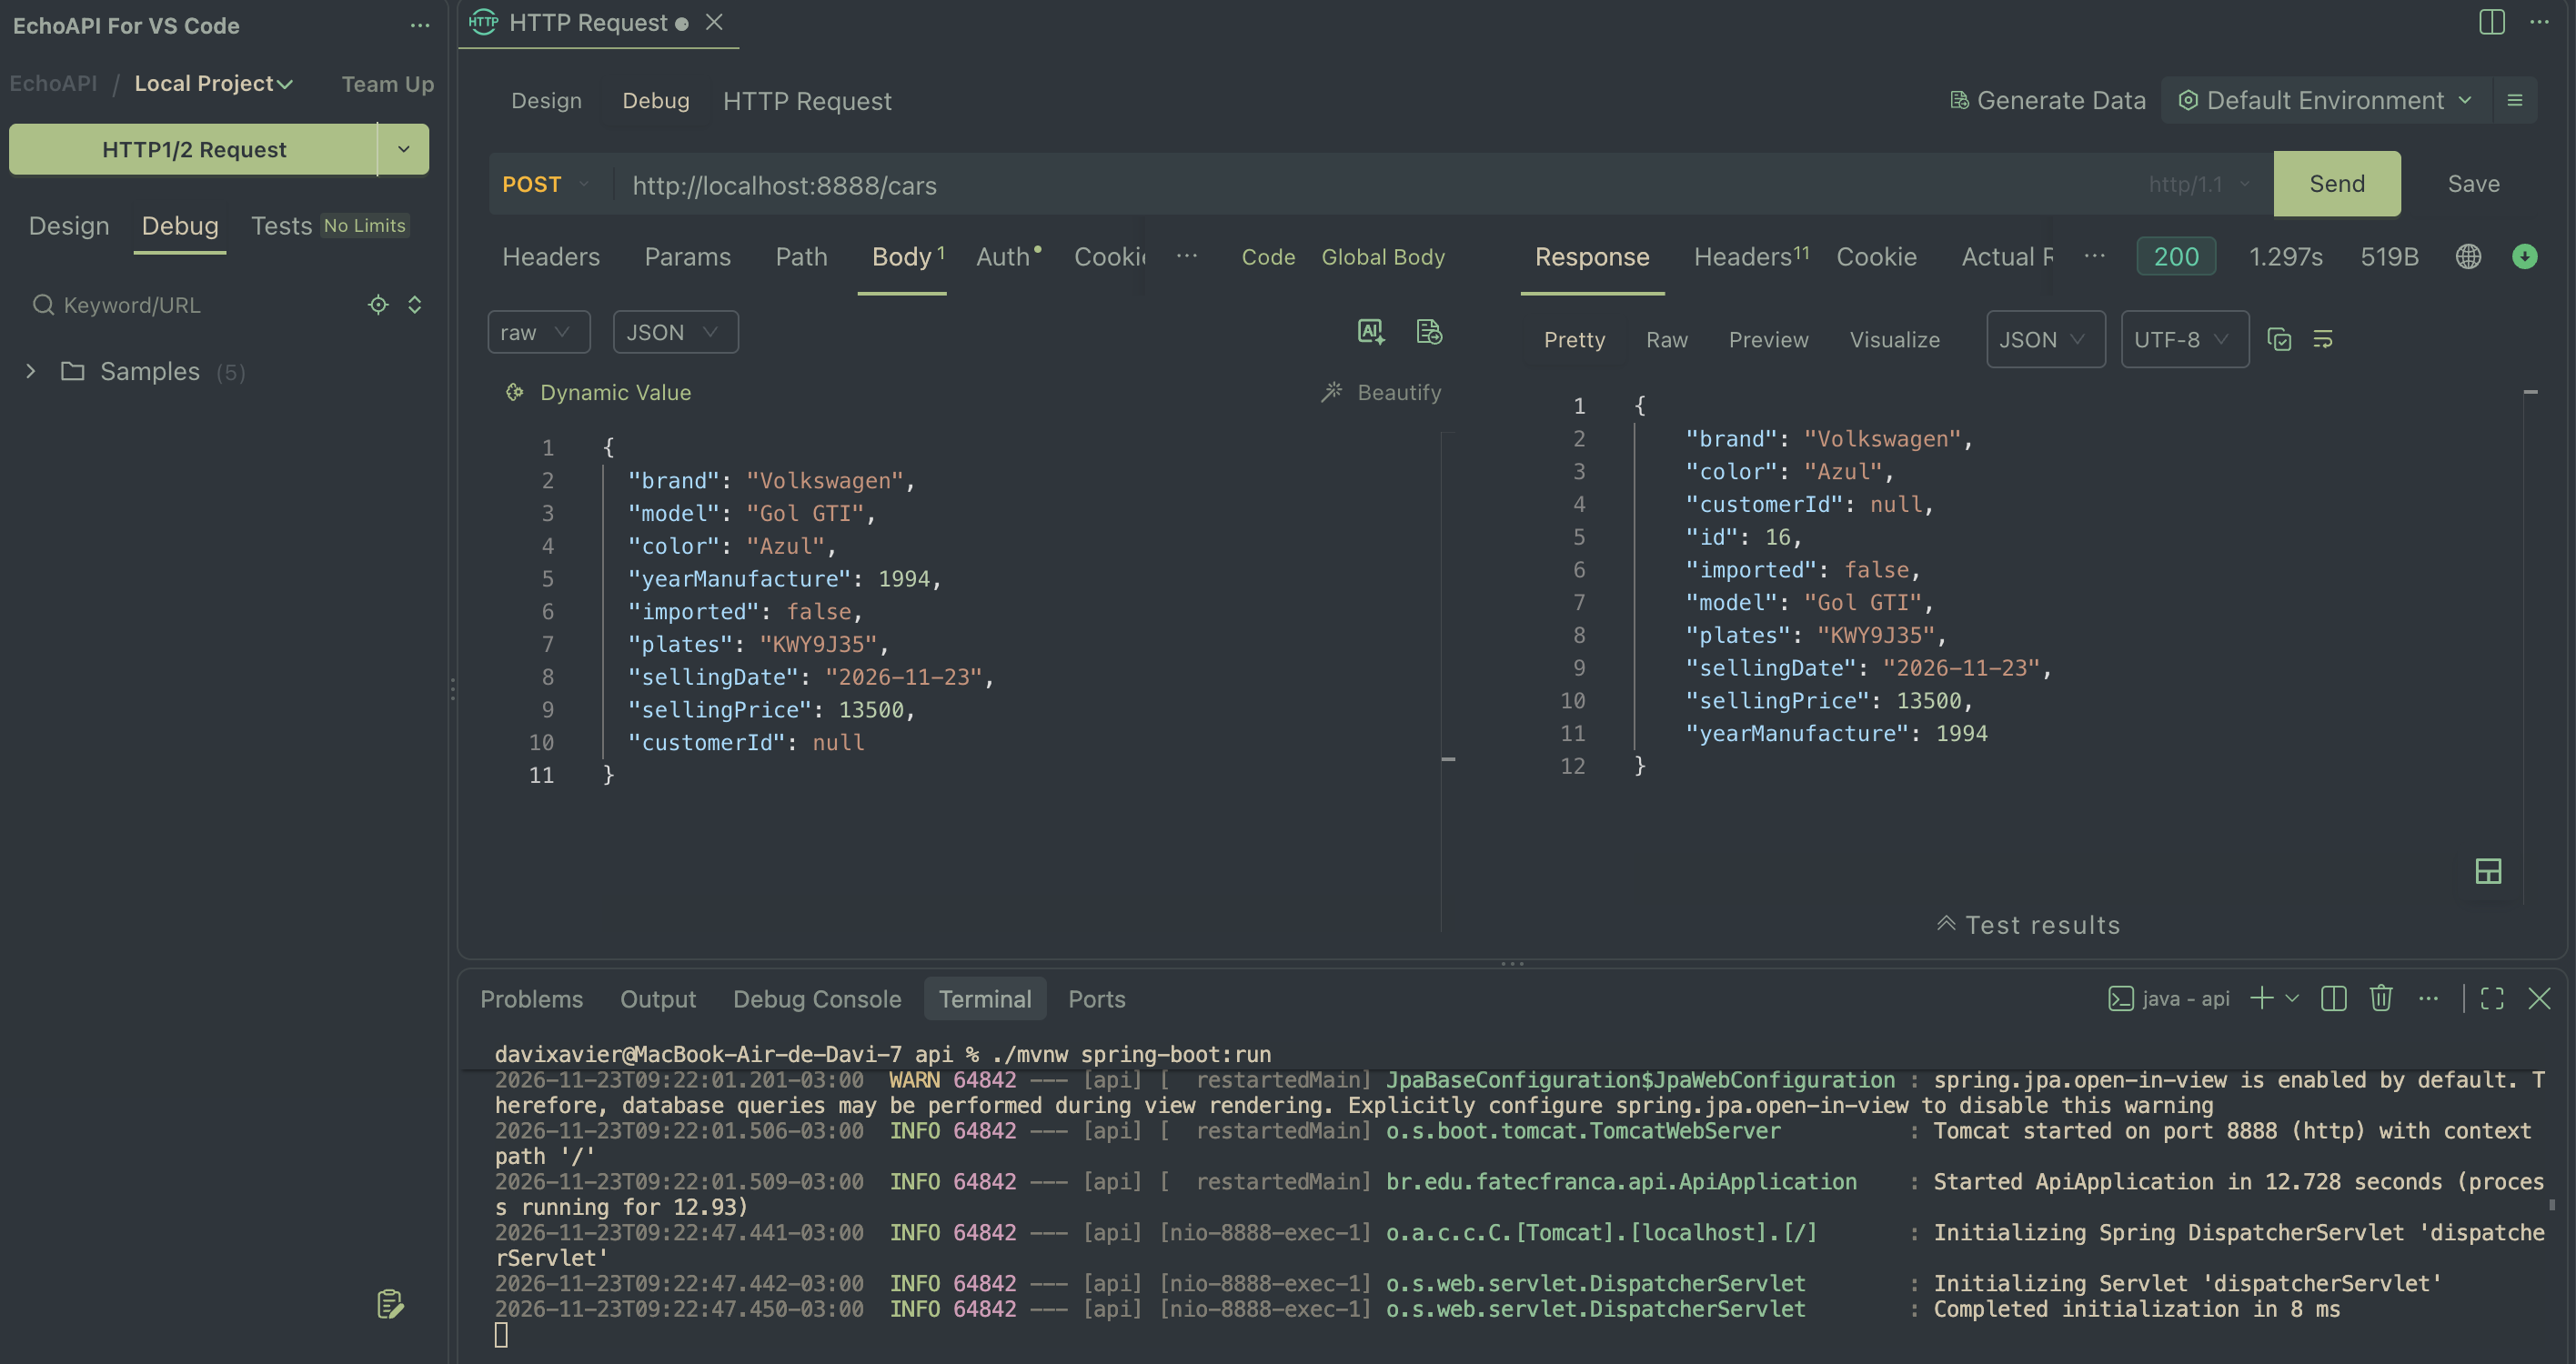 EchoAPI For VS Code
EchoAPI / Local Project Team Up
HTTP1/2 Request
Design Debug Tests No Limits
Keyword/URL
Samples (5)
HTTP HTTP Request
Design Debug HTTP Request
Generate Data Default Environment
POST http://localhost:8888/cars http/1.1 Send Save
Headers Params Path Body 1 Auth Cookie ··· Code Global Body
raw JSON AI
Dynamic Value Beautify
1 {
2 "brand": "Volkswagen",
3 "model": "Gol GTI",
4 "color": "Azul",
5 "yearManufacture": 1994,
6 "imported": false,
7 "plates": "KWY9J35",
8 "sellingDate": "2026-11-23",
9 "sellingPrice": 13500,
10 "customerId": null
11 }
Response Headers 11 Cookie Actual R ··· 200 1.297s 519B
Pretty Raw Preview Visualize JSON UTF-8
1 {
2 "brand": "Volkswagen",
3 "color": "Azul",
4 "customerId": null,
5 "id": 16,
6 "imported": false,
7 "model": "Gol GTI",
8 "plates": "KWY9J35",
9 "sellingDate": "2026-11-23",
10 "sellingPrice": 13500,
11 "yearManufacture": 1994
12 }
Test results
Problems Output Debug Console Terminal Ports java - api
davixavier@MacBook-Air-de-Davi-7 api % ./mvnw spring-boot:run
2026-11-23T09:22:01.201-03:00 WARN 64842 --- [api] [ restartedMain] JpaBaseConfiguration$JpaWebConfiguration : spring.jpa.open-in-view is enabled by default. T
herefore, database queries may be performed during view rendering. Explicitly configure spring.jpa.open-in-view to disable this warning
2026-11-23T09:22:01.506-03:00 INFO 64842 --- [api] [ restartedMain] o.s.boot.tomcat.TomcatWebServer : Tomcat started on port 8888 (http) with context
path '/'
2026-11-23T09:22:01.509-03:00 INFO 64842 --- [api] [ restartedMain] br.edu.fatecfranca.api.ApiApplication : Started ApiApplication in 12.728 seconds (proces
s running for 12.93)
2026-11-23T09:22:47.441-03:00 INFO 64842 --- [api] [nio-8888-exec-1] o.a.c.c.C.[Tomcat].[localhost].[/] : Initializing Spring DispatcherServlet 'dispatche
rServlet'
2026-11-23T09:22:47.442-03:00 INFO 64842 --- [api] [nio-8888-exec-1] o.s.web.servlet.DispatcherServlet : Initializing Servlet 'dispatcherServlet'
2026-11-23T09:22:47.450-03:00 INFO 64842 --- [api] [nio-8888-exec-1] o.s.web.servlet.DispatcherServlet : Completed initialization in 8 ms